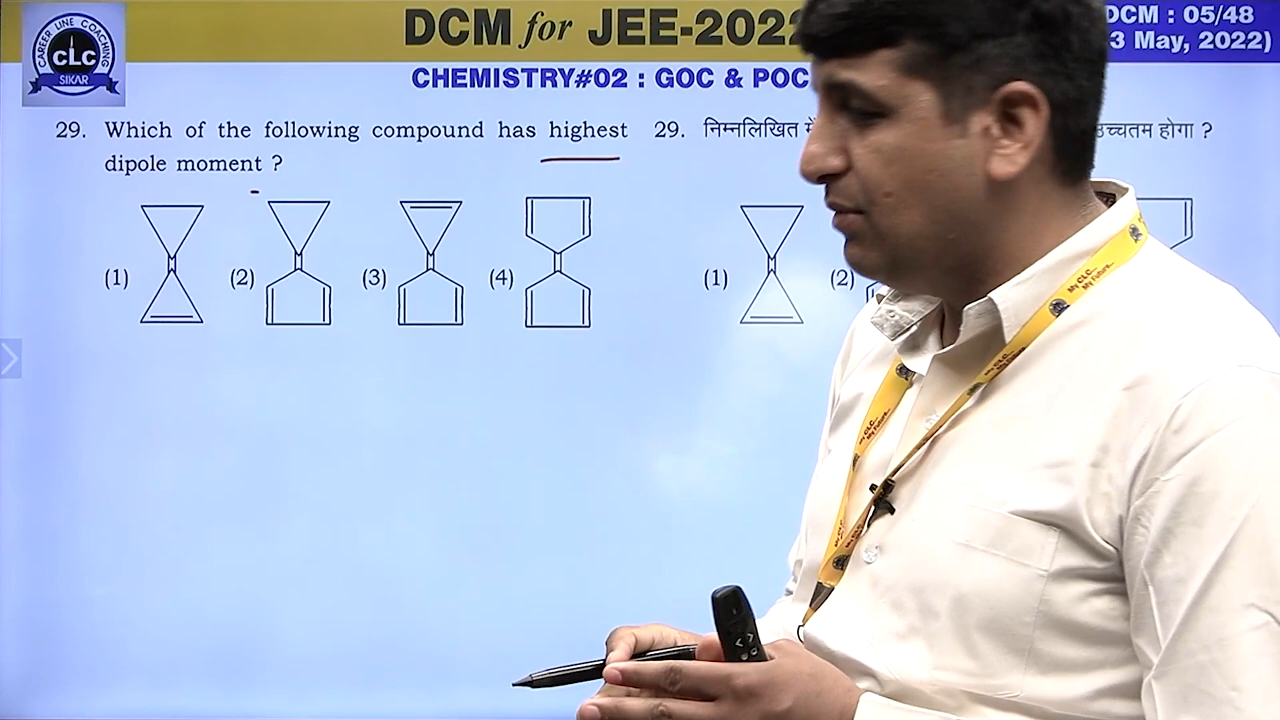 DCM for JEE-2022
DCM : 05/48
3 May, 2022)
CAREER LINE COACHING
CLC
SIKAR
CHEMISTRY#02 : GOC & POC
29. Which of the following compound has highest
dipole moment ?
(1) (2) (3) (4)
29. निम्नलिखित में उच्चतम होगा ?
(1) (2)
My CLC...
My Future..